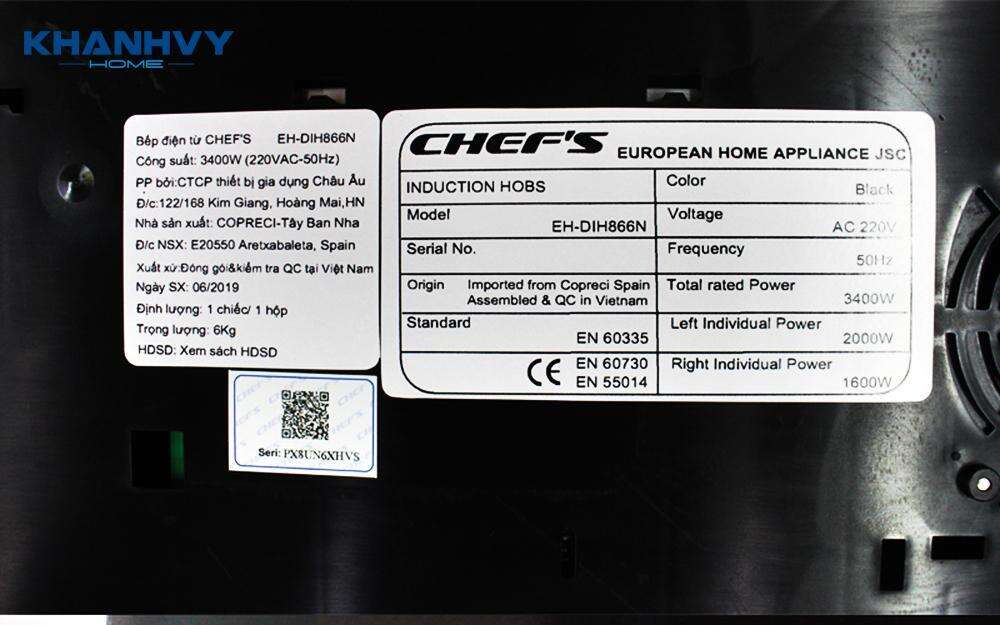 KHANHVY
HOME
Bếp điện từ CHEF'S EH-DIH866N
Công suất: 3400W (220VAC-50Hz)
PP bởi:CTCP thiết bị gia dụng Châu Âu
Đ/c:122/168 Kim Giang, Hoàng Mai,HN
Nhà sản xuất: COPRECI-Tây Ban Nha
Đ/c NSX: E20550 Aretxabaleta, Spain
Xuất xứ:Đóng gói&kiểm tra QC tại Việt Nam
Ngày SX: 06/2019
Định lượng: 1 chiếc/ 1 hộp
Trọng lượng: 6Kg
HDSD: Xem sách HDSD
Seri: PX8UN6XHVS
CHEF'S EUROPEAN HOME APPLIANCE JSC
INDUCTION HOBS
Color Black
Model EH-DIH866N
Voltage AC 220V
Serial No.
Frequency 50Hz
Origin Imported from Copreci Spain
Assembled & QC in Vietnam
Total rated Power 3400W
Standard EN 60335
Left Individual Power 2000W
CE EN 60730
EN 55014
Right Individual Power 1600W